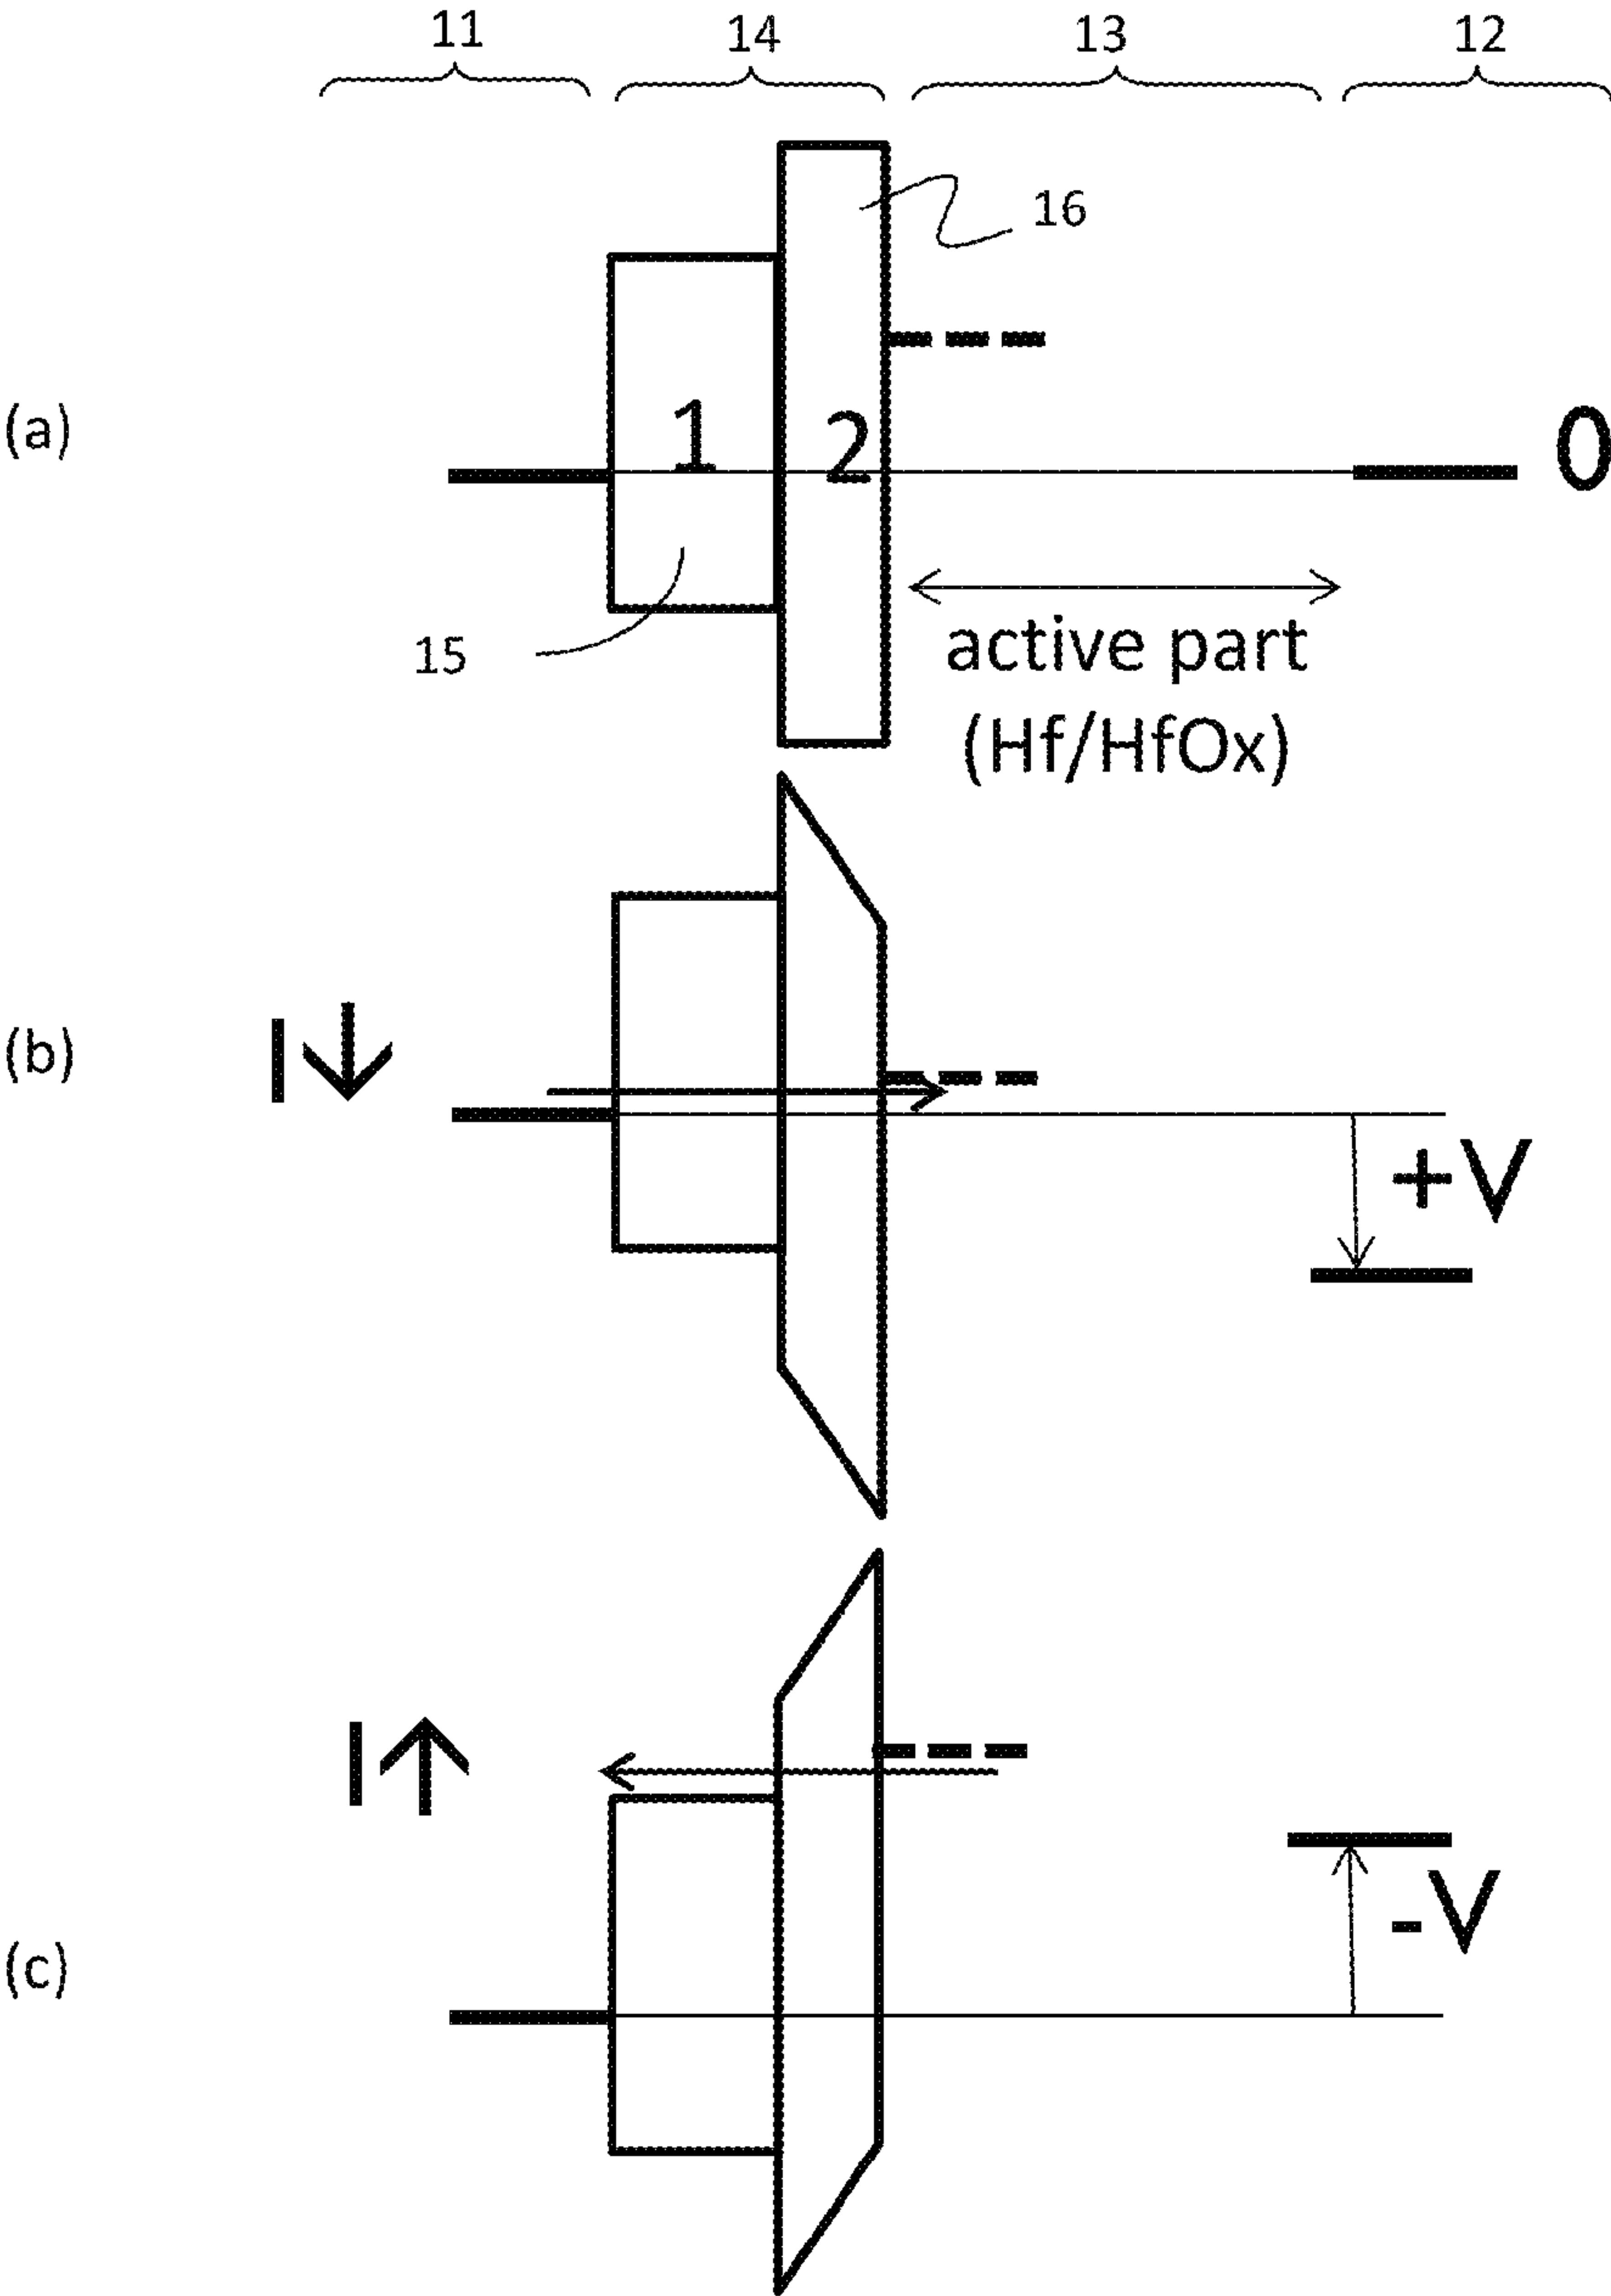 11 14 13 12
16
(a)
1 2 0
15
active part
(Hf/HfOx)
(b)
I
+V
I
-V
(c)